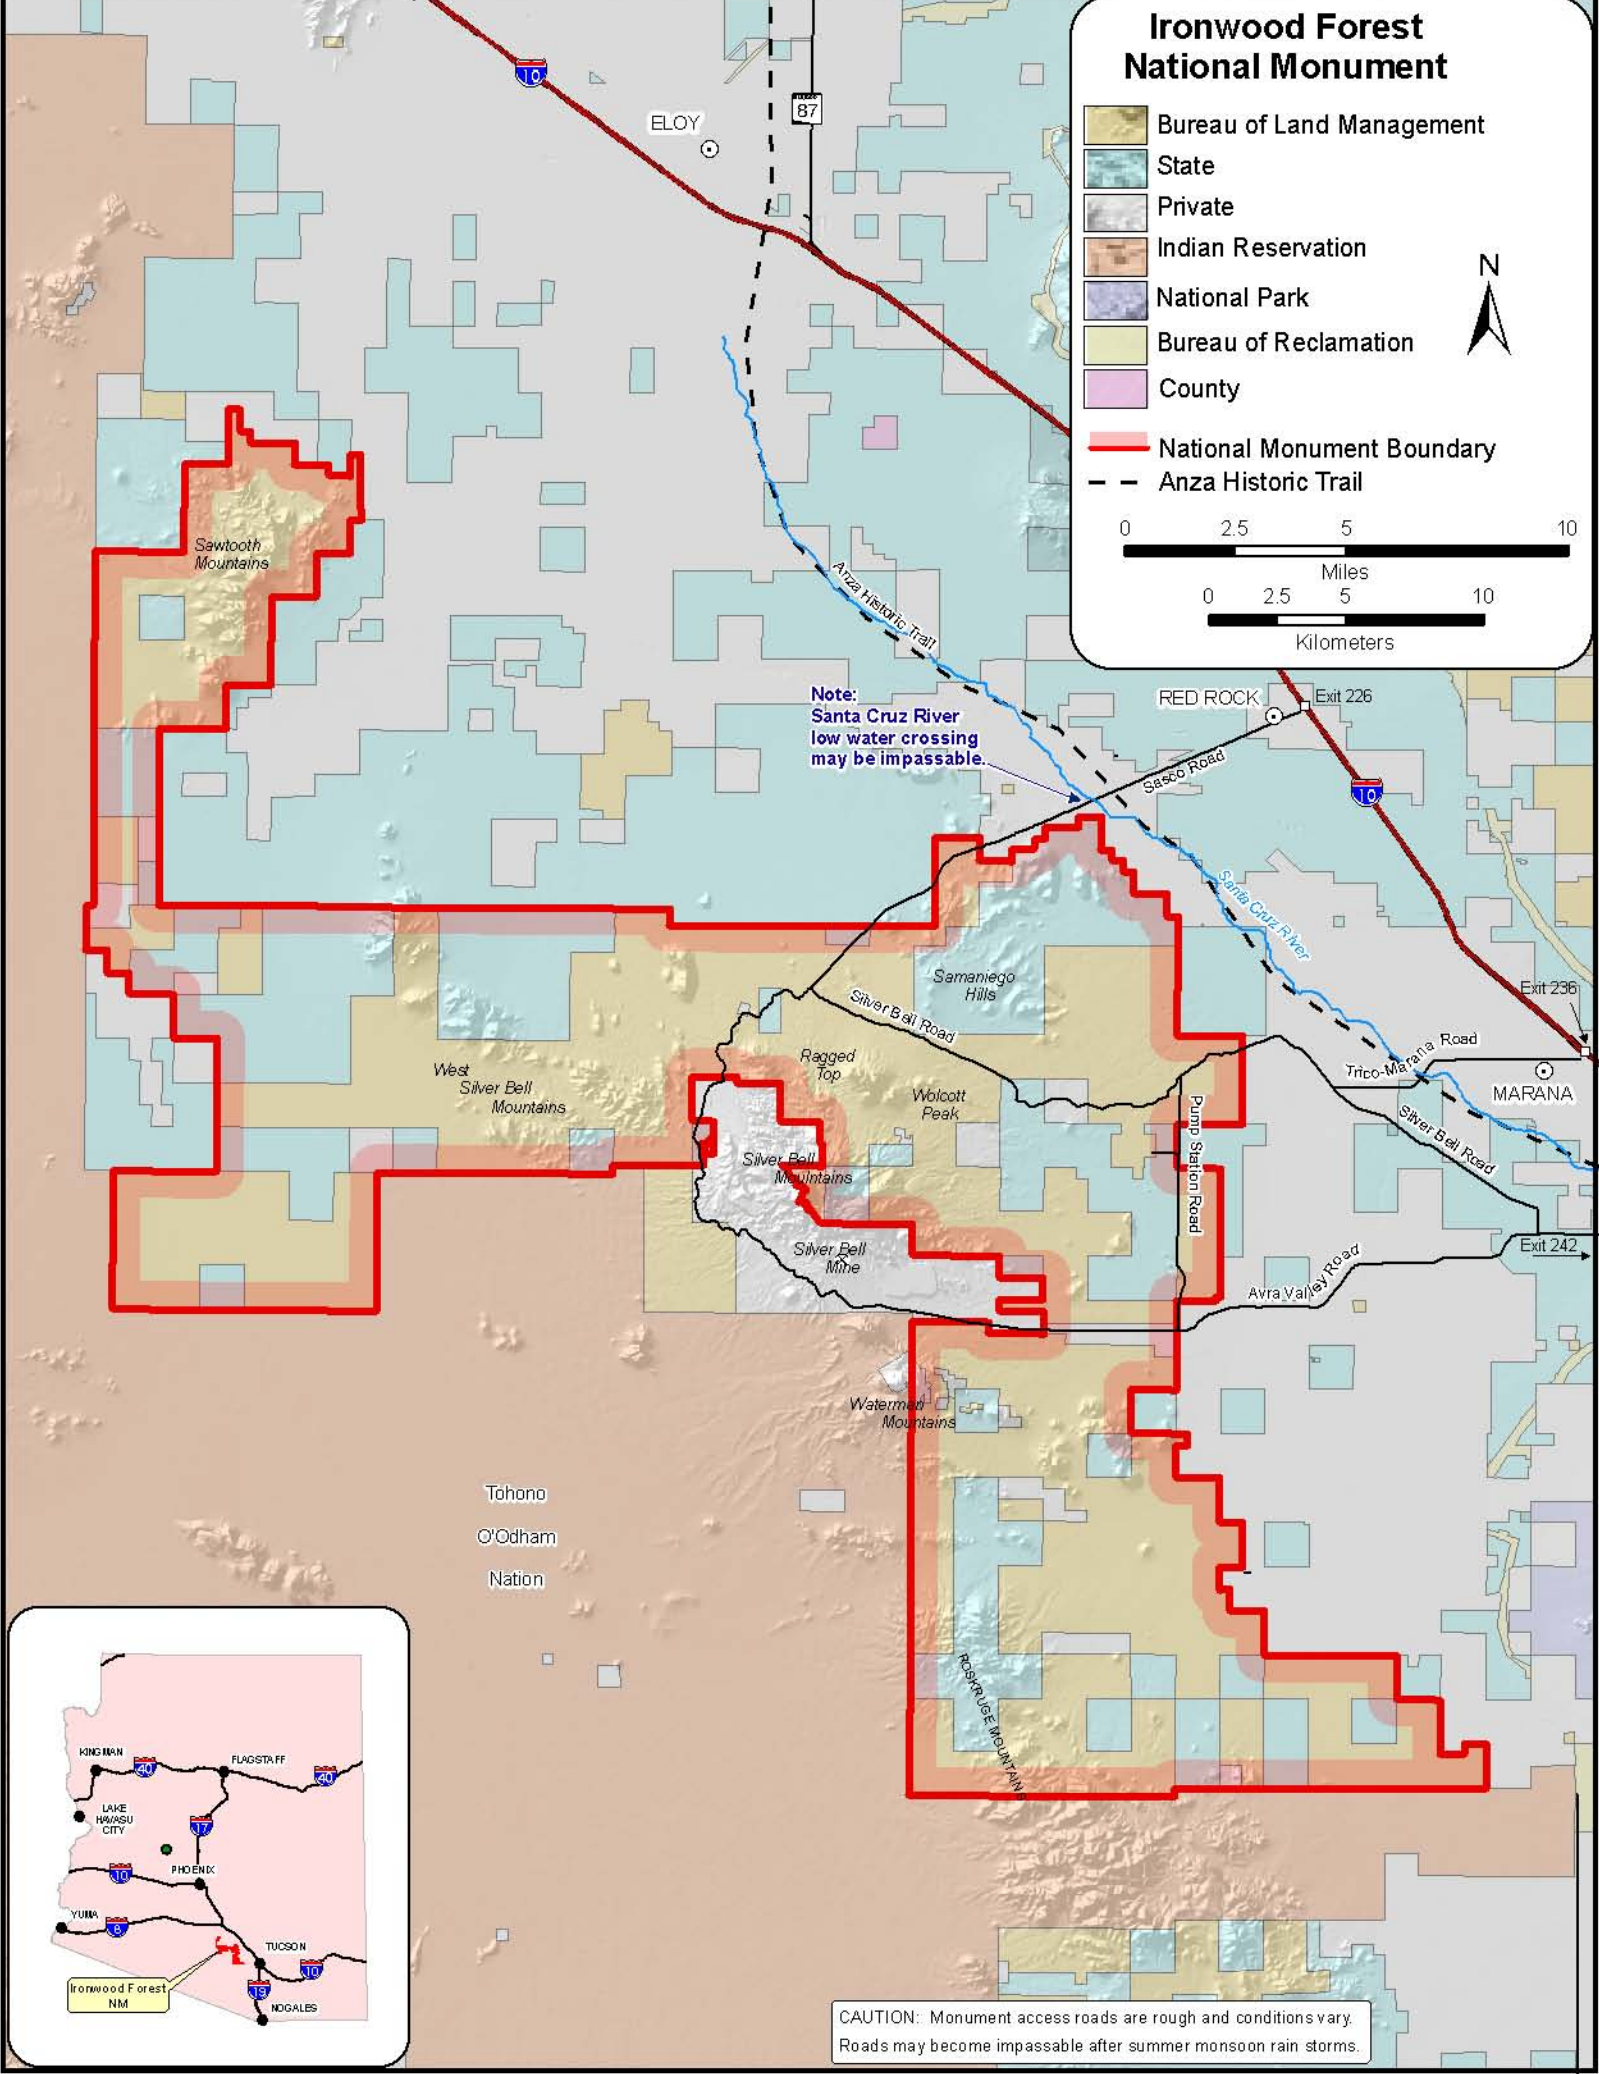 Ironwood Forest
National Monument
Bureau of Land Management
State
Private
Indian Reservation
National Park
Bureau of Reclamation
County
N
National Monument Boundary
Anza Historic Trail
0 2.5 5 10
Miles
0 2.5 5 10
Kilometers
10
87
ELOY
Sawtooth
Mountains
Anza Historic Trail
Note:
Santa Cruz River
low water crossing
may be impassable.
RED ROCK
Exit 226
Sasco Road
10
Santa Cruz River
Samaniego
Hills
Exit 236
Silver Bell Road
Trico-Marana Road
MARANA
Ragged
Top
West
Silver Bell
Mountains
Wolcott
Peak
Pump Station Road
Silver Bell Road
Silver Bell
Mountains
Silver Bell
Mine
Exit 242
Avra Valley Road
Waterman
Mountains
Tohono
O'Odham
Nation
ROSKRUGE MOUNTAINS
KINGMAN
40
FLAGSTAFF
40
LAKE
HAVASU
CITY
17
10
PHOENIX
YUMA
8
TUCSON
10
19
Ironwood Forest
NM
NOGALES
CAUTION: Monument access roads are rough and conditions vary.
Roads may become impassable after summer monsoon rain storms.